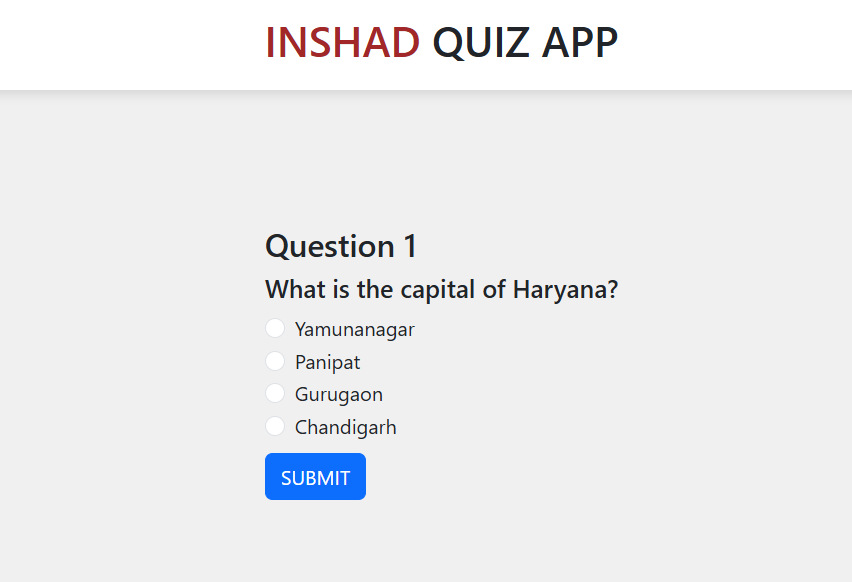 INSHAD QUIZ APP
Question 1
What is the capital of Haryana?
Yamunanagar
Panipat
Gurugaon
Chandigarh
SUBMIT